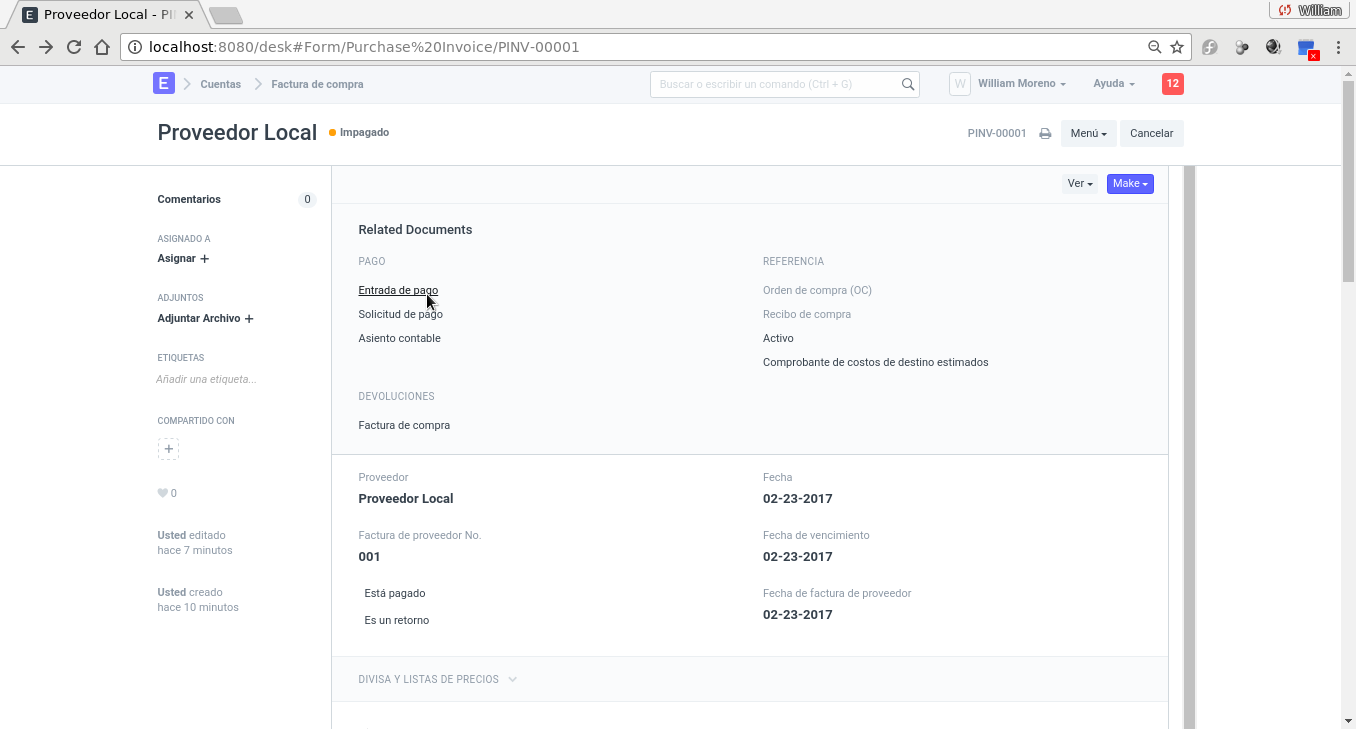 Proveedor Local - PI
William
localhost:8080/desk#Form/Purchase%20Invoice/PINV-00001
E Cuentas Factura de compra Buscar o escribir un comando (Ctrl + G) W William Moreno Ayuda 12
Proveedor Local Impagado PINV-00001 Menú Cancelar
Ver Make
Comentarios 0
ASIGNADO A
Asignar +
ADJUNTOS
Adjuntar Archivo +
ETIQUETAS
Añadir una etiqueta...
COMPARTIDO CON
+
0
Usted editado
hace 7 minutos
Usted creado
hace 10 minutos
Related Documents
PAGO
Entrada de pago
Solicitud de pago
Asiento contable
REFERENCIA
Orden de compra (OC)
Recibo de compra
Activo
Comprobante de costos de destino estimados
DEVOLUCIONES
Factura de compra
Proveedor
Proveedor Local
Factura de proveedor No.
001
Está pagado
Es un retorno
Fecha
02-23-2017
Fecha de vencimiento
02-23-2017
Fecha de factura de proveedor
02-23-2017
DIVISA Y LISTAS DE PRECIOS